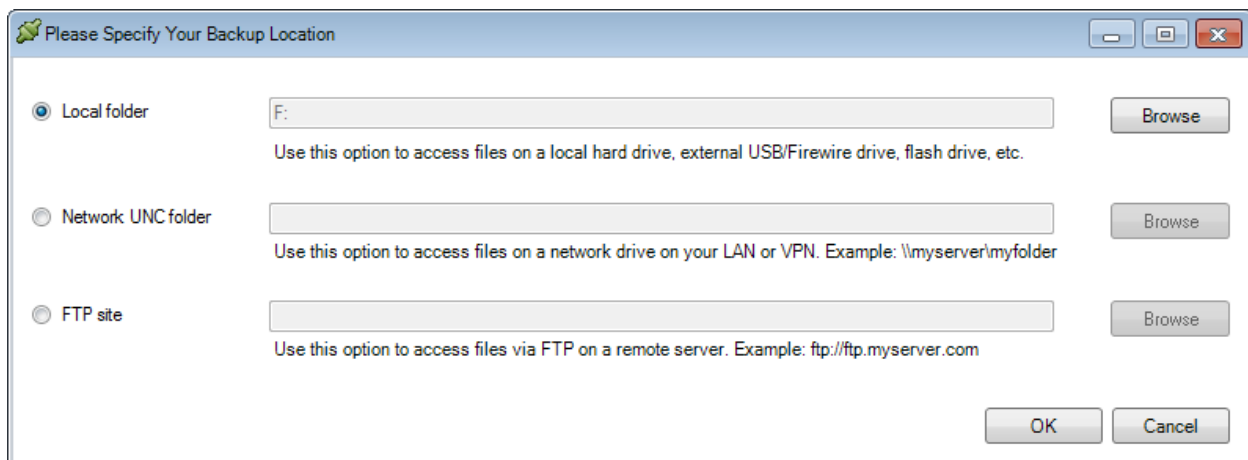 Please Specify Your Backup Location
Local folder F: Browse
Use this option to access files on a local hard drive, external USB/Firewire drive, flash drive, etc.
Network UNC folder Browse
Use this option to access files on a network drive on your LAN or VPN. Example: \\myserver\myfolder
FTP site Browse
Use this option to access files via FTP on a remote server. Example: ftp://ftp.myserver.com
OK Cancel